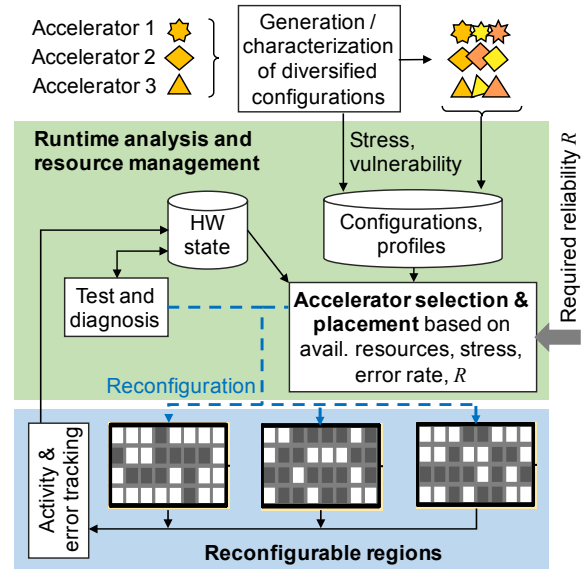 Accelerator 1
Accelerator 2
Accelerator 3
Generation /
characterization
of diversified
configurations
Runtime analysis and
resource management
Stress,
vulnerability
Required reliability R
HW
state
Configurations,
profiles
Test and
diagnosis
Accelerator selection &
placement based on
avail. resources, stress,
error rate, R
Reconfiguration
Activity &
error tracking
Reconfigurable regions